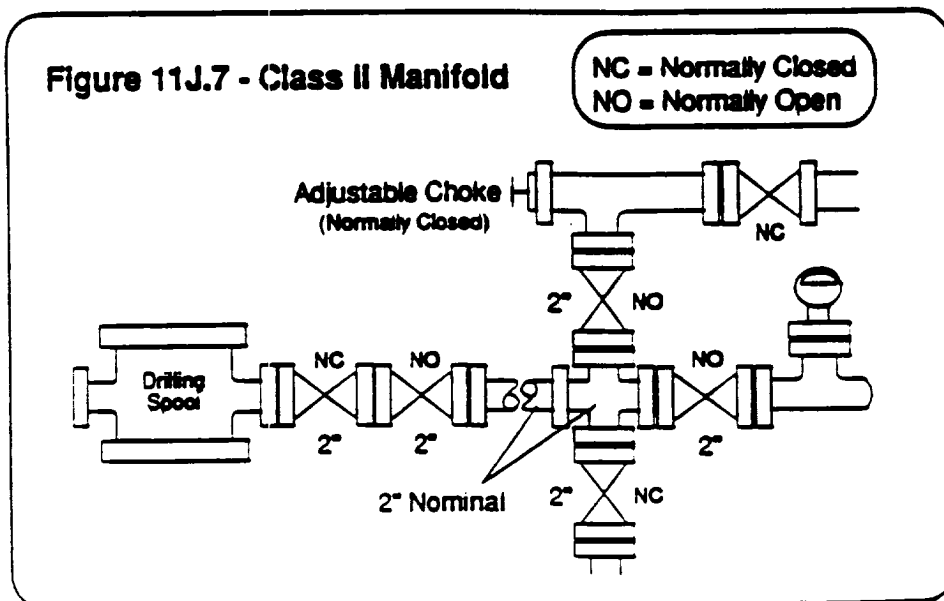 Figure 11J.7 - Class II Manifold
NC = Normally Closed
NO = Normally Open
Adjustable Choke
(Normally Closed)
NC
2"
NO
NC
NO
NO
Drilling
Spool
2"
2"
2"
2" Nominal
2"
NC